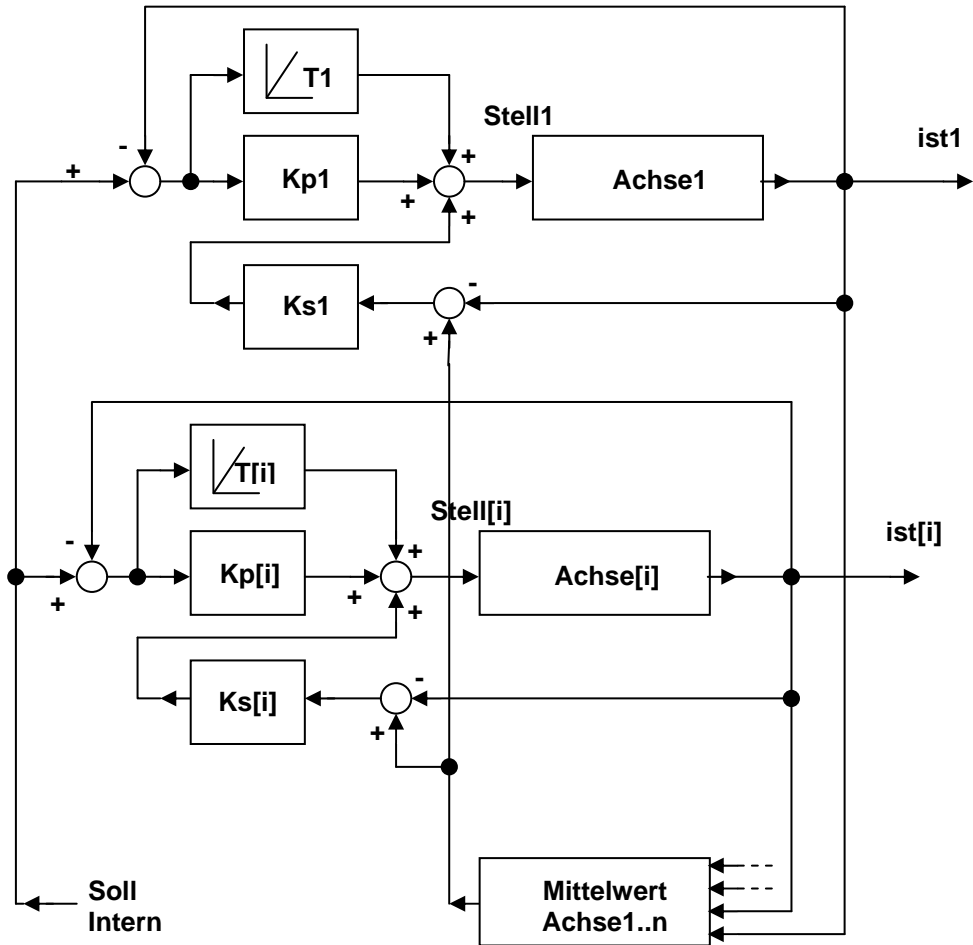 T1
Stell1
ist1
-
+
+
Kp1
Achse1
+
+
Ks1
-
+
T[i]
Stell[i]
ist[i]
-
+
Kp[i]
Achse[i]
+
+
+
Ks[i]
-
+
Soll
Intern
Mittelwert
Achse1..n